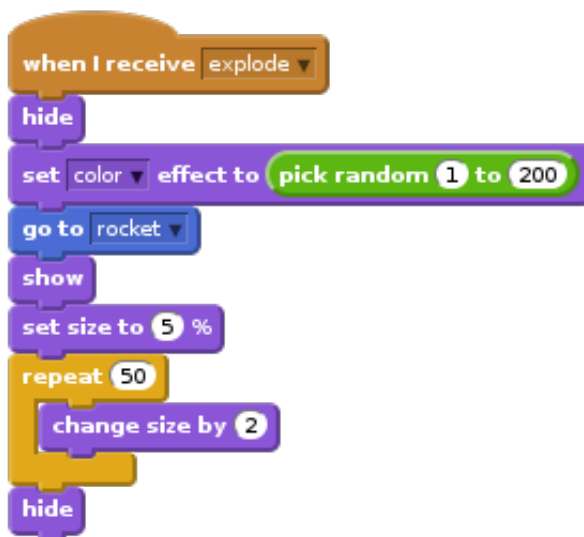 when I receive explode
hide
set color effect to pick random 1 to 200
go to rocket
show
set size to 5 %
repeat 50
change size by 2
hide